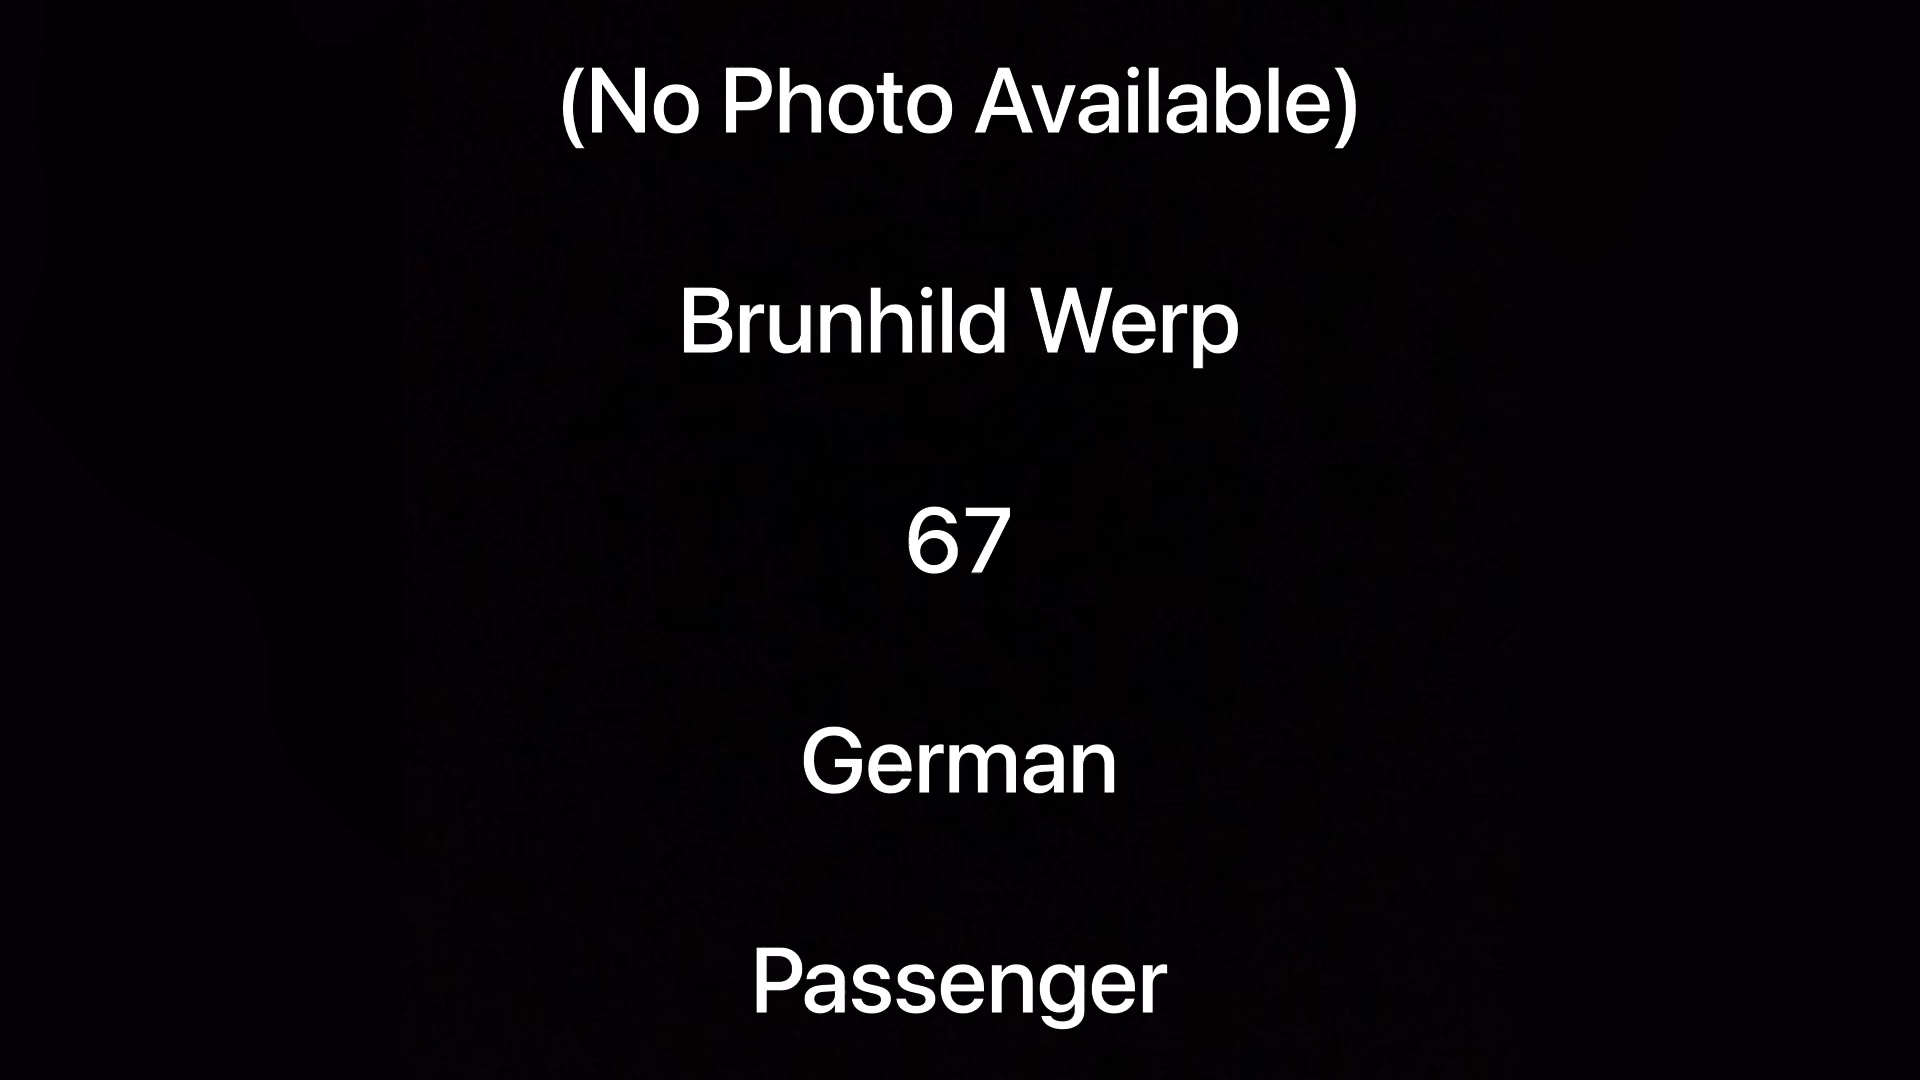 (No Photo Available)
Brunhild Werp
67
German
Passenger